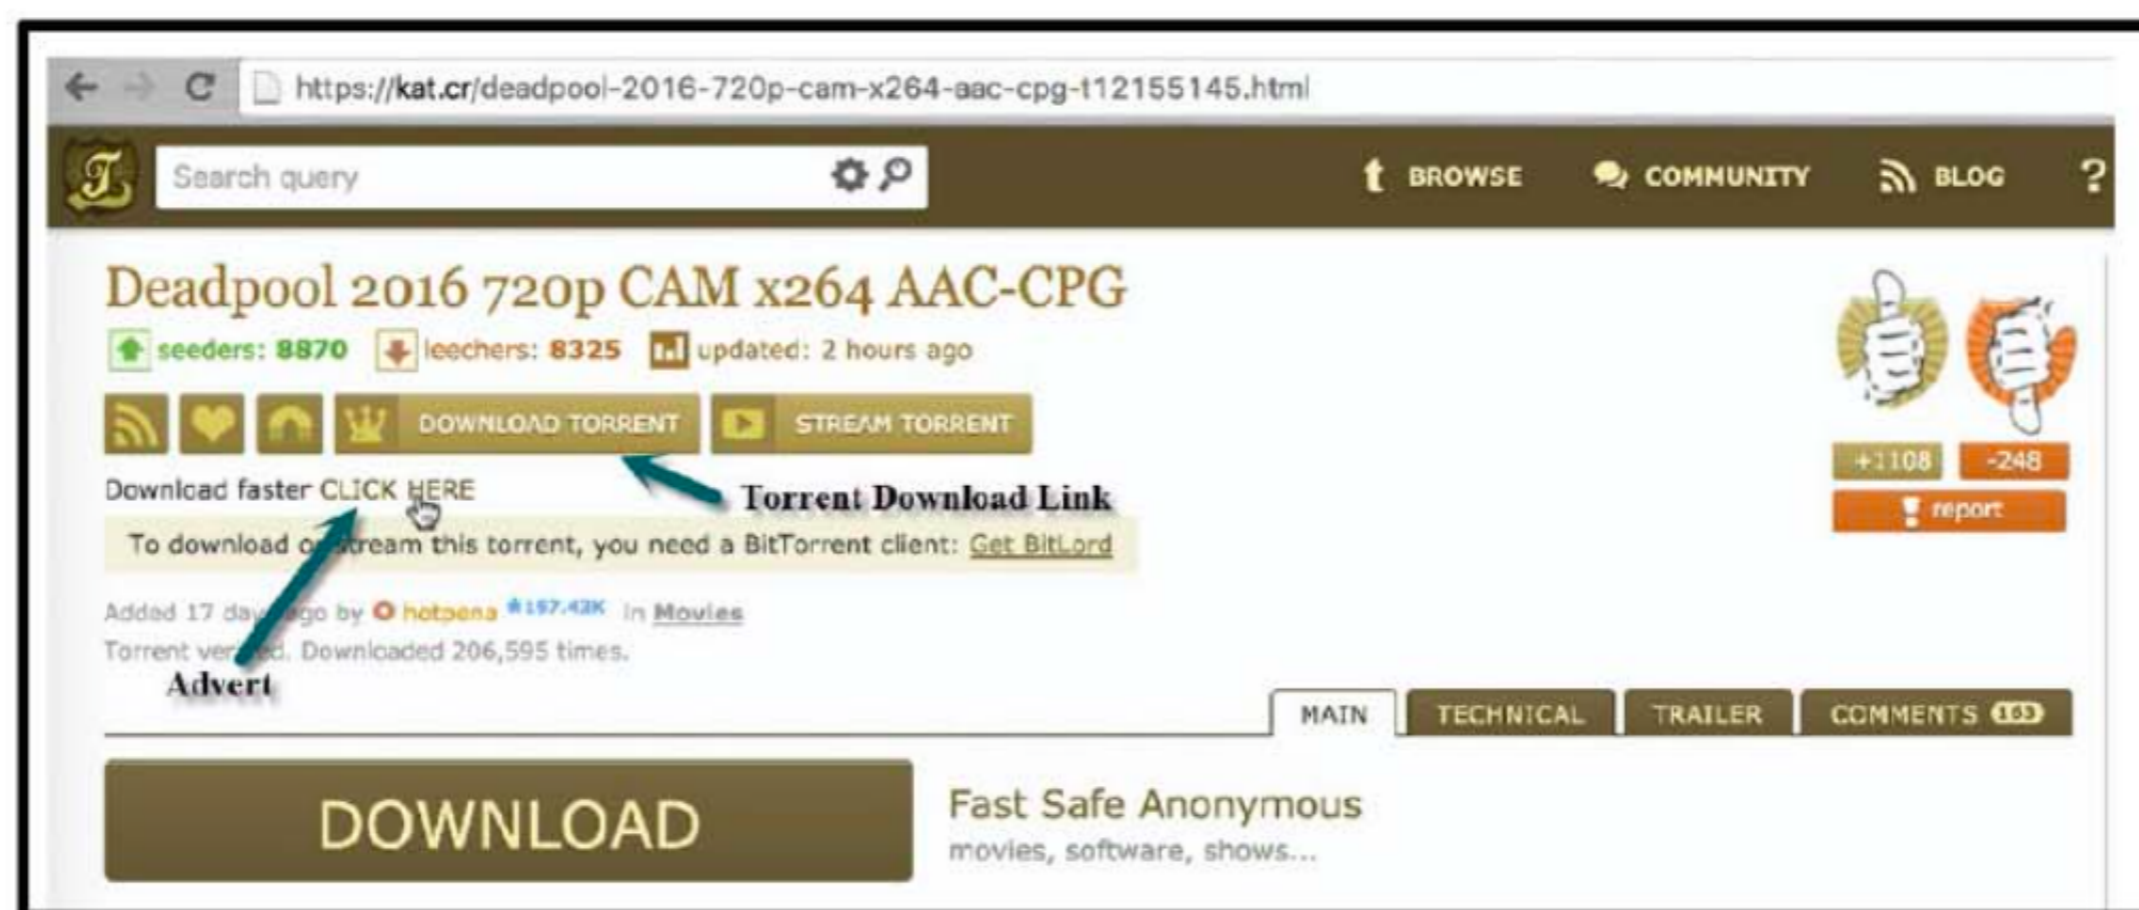 https://kat.cr/deadpool-2016-720p-cam-x264-aac-cpg-t12155145.html
Search query
t BROWSE COMMUNITY BLOG ?
Deadpool 2016 720p CAM x264 AAC-CPG
seeders: 8870 leechers: 8325 updated: 2 hours ago
DOWNLOAD TORRENT STREAM TORRENT
+1108 -248
Download faster CLICK HERE
Torrent Download Link
report
To download or stream this torrent, you need a BitTorrent client: Get BitLord
Added 17 days ago by hotpena 197.43K in Movies
Torrent verified. Downloaded 206,595 times.
Advert
MAIN TECHNICAL TRAILER COMMENTS 163
DOWNLOAD
Fast Safe Anonymous
movies, software, shows...